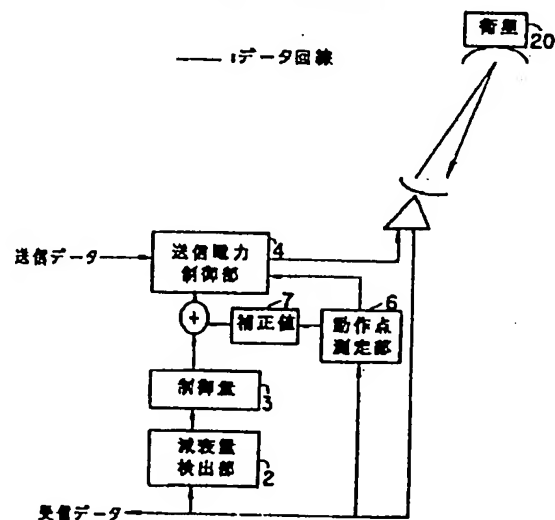 衛星
20
:データ回線
送信データ
送信電力
制御部
4
+
補正値
7
動作点
測定部
6
制御量
3
減衰量
検出部
2
受信データ